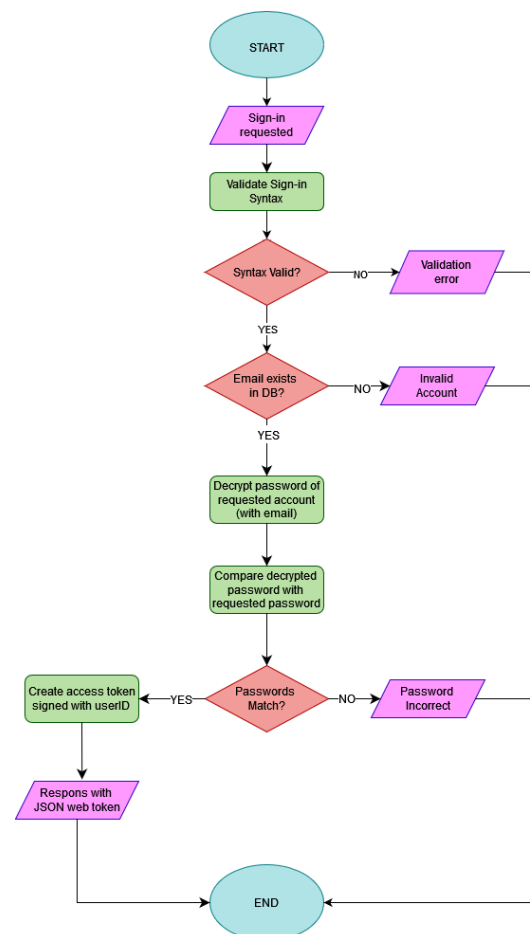 START
Sign-in
requested
Validate Sign-in
Syntax
Syntax Valid?
NO
Validation
error
YES
Email exists
in DB?
NO
Invalid
Account
YES
Decrypt password of
requested account
(with email)
Compare decrypted
password with
requested password
Create access token
signed with userID
YES
Passwords
Match?
NO
Password
Incorrect
Respons with
JSON web token
END